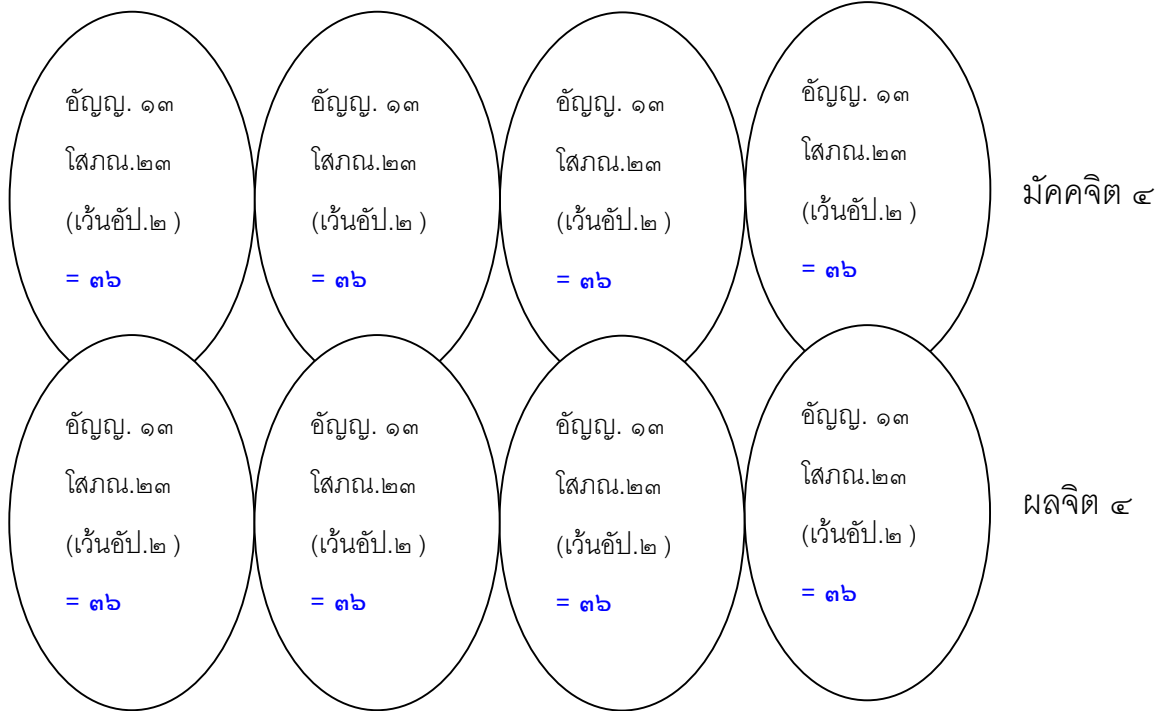 อัญญ. ๑๓ อัญญ. ๑๓ อัญญ. ๑๓ อัญญ. ๑๓
โสภณ.๒๓ โสภณ.๒๓ โสภณ.๒๓ โสภณ.๒๓
(เว้นอัป.๒ ) (เว้นอัป.๒ ) (เว้นอัป.๒ ) (เว้นอัป.๒ ) มัคคจิต ๔
= ๓๖ = ๓๖ = ๓๖ = ๓๖
อัญญ. ๑๓ อัญญ. ๑๓ อัญญ. ๑๓ อัญญ. ๑๓
โสภณ.๒๓ โสภณ.๒๓ โสภณ.๒๓ โสภณ.๒๓
(เว้นอัป.๒ ) (เว้นอัป.๒ ) (เว้นอัป.๒ ) (เว้นอัป.๒ ) ผลจิต ๔
= ๓๖ = ๓๖ = ๓๖ = ๓๖